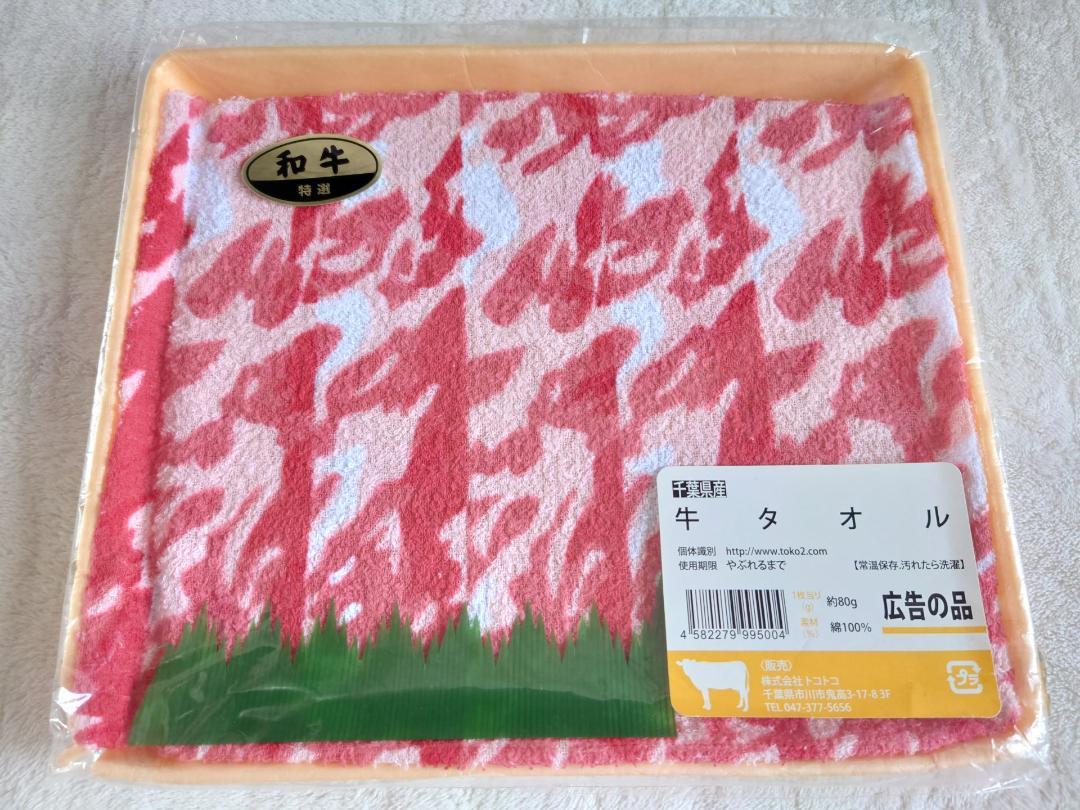 和牛
特選
千葉県産
牛タオル
個体識別 http://www.toko2.com
使用期限 やぶれるまで 【常温保存.汚れたら洗濯】
1枚当り(g) 約80g
広告の品
素材(%) 綿100%
4 582279 995004
(販売)
株式会社トコトコ
千葉県市川市鬼高3-17-8 3F
TEL 047-377-5656
プラ